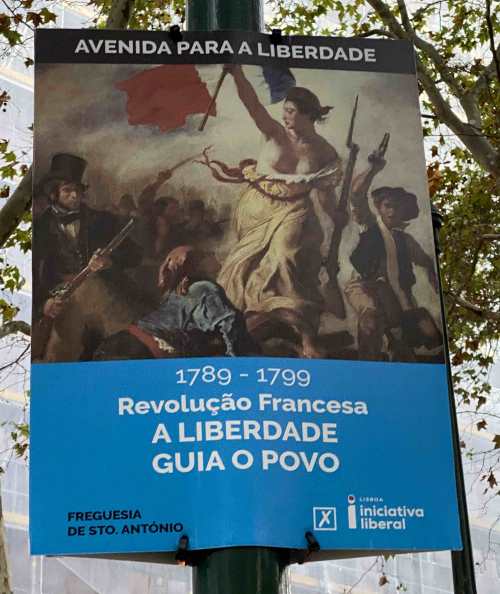 AVENIDA PARA A LIBERDADE
1789 - 1799
Revolução Francesa
A LIBERDADE
GUIA O POVO
FREGUESIA
DE STO. ANTÓNIO
X
LISBOA
iniciativa
liberal